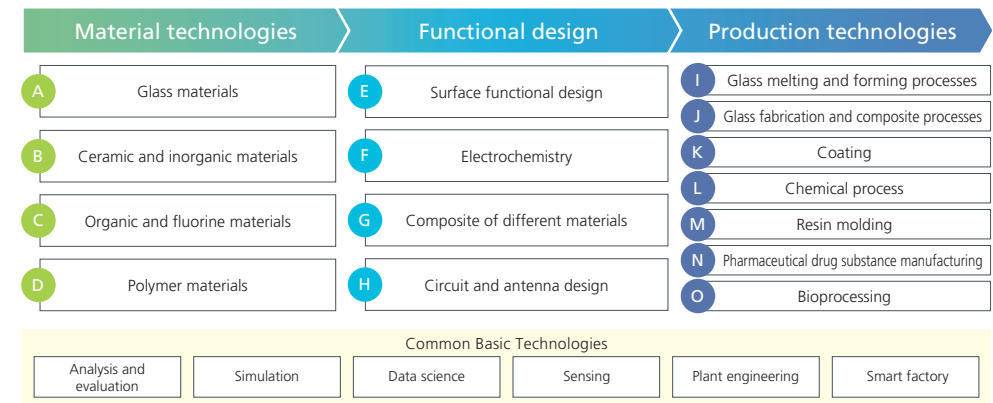 Material technologies
Functional design
Production technologies
A
Glass materials
B
Ceramic and inorganic materials
C
Organic and fluorine materials
D
Polymer materials
E
Surface functional design
F
Electrochemistry
G
Composite of different materials
H
Circuit and antenna design
I
Glass melting and forming processes
J
Glass fabrication and composite processes
K
Coating
L
Chemical process
M
Resin molding
N
Pharmaceutical drug substance manufacturing
O
Bioprocessing
Common Basic Technologies
Analysis and
evaluation
Simulation
Data science
Sensing
Plant engineering
Smart factory